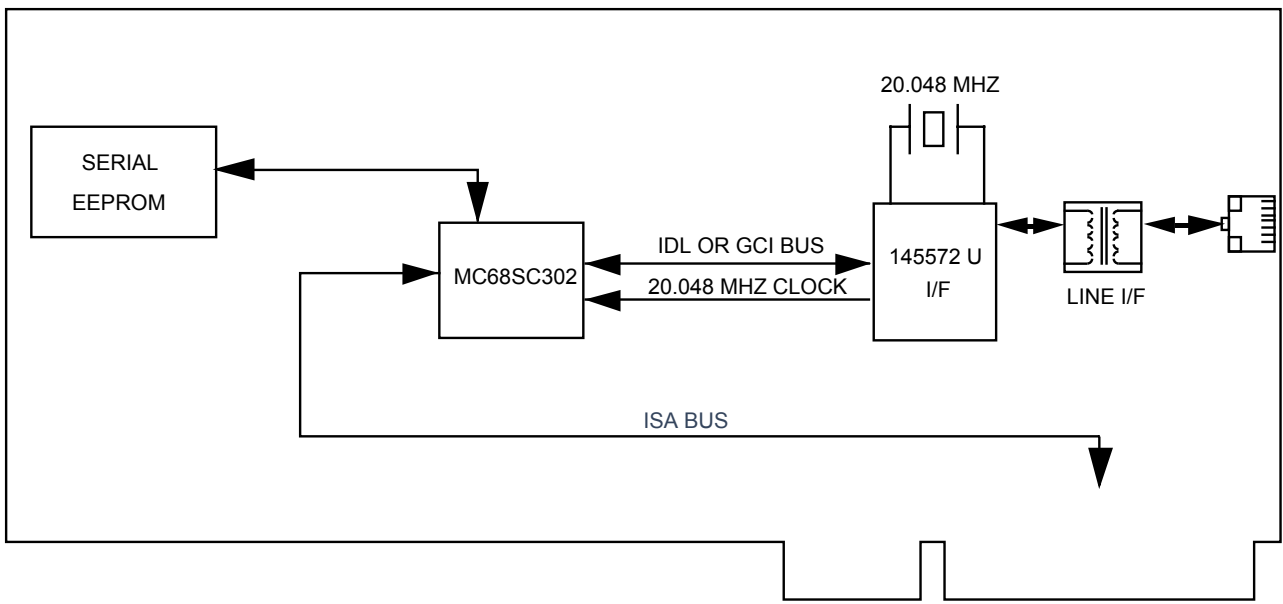 20.048 MHZ
SERIAL
EEPROM
IDL OR GCI BUS
MC68SC302
20.048 MHZ CLOCK
145572 U
I/F
LINE I/F
ISA BUS